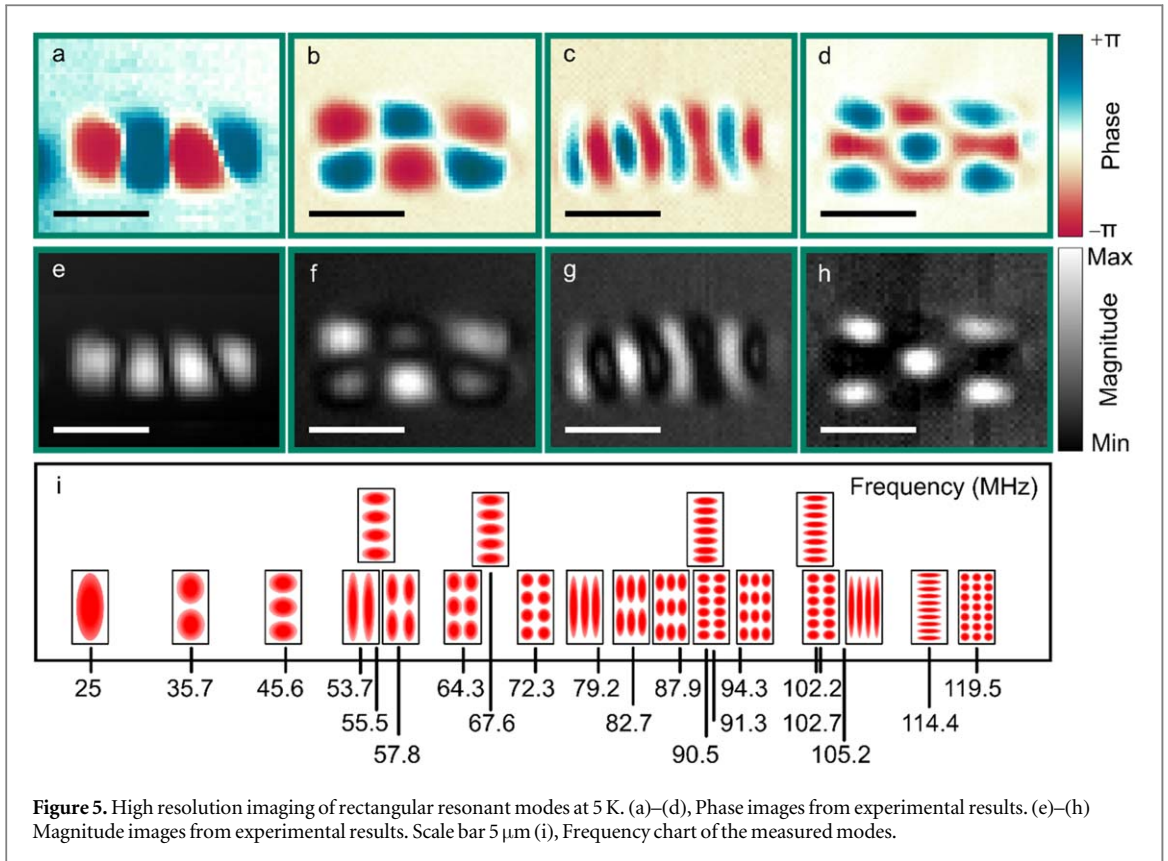 a b c d
+π
Phase
−π
e f g h
Max
Magnitude
Min
i Frequency (MHz)
25 35.7 45.6 53.7 64.3 72.3 79.2 87.9 94.3 102.2 119.5
55.5 67.6 82.7 91.3 102.7 114.4
57.8 90.5 105.2
Figure 5. High resolution imaging of rectangular resonant modes at 5 K. (a)–(d), Phase images from experimental results. (e)–(h)
Magnitude images from experimental results. Scale bar 5 μm (i), Frequency chart of the measured modes.